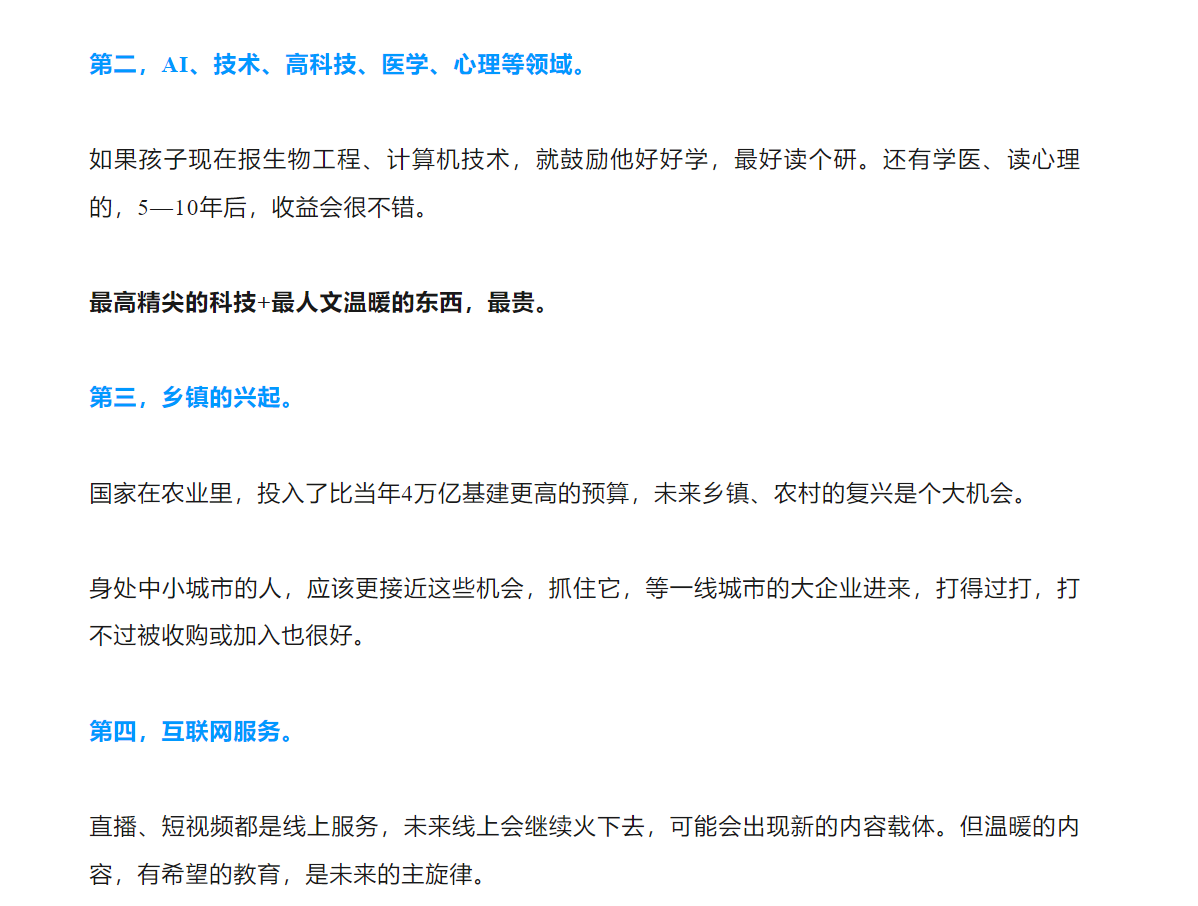 第二，AI、技术、高科技、医学、心理等领域。
如果孩子现在报生物工程、计算机技术，就鼓励他好好学，最好读个研。还有学医、读心理
的，5—10年后，收益会很不错。
最高精尖的科技+最人文温暖的东西，最贵。
第三，乡镇的兴起。
国家在农业里，投入了比当年4万亿基建更高的预算，未来乡镇、农村的复兴是个大机会。
身处中小城市的人，应该更接近这些机会，抓住它，等一线城市的大企业进来，打得过打，打
不过被收购或加入也很好。
第四，互联网服务。
直播、短视频都是线上服务，未来线上会继续火下去，可能会出现新的内容载体。但温暖的内
容，有希望的教育，是未来的主旋律。